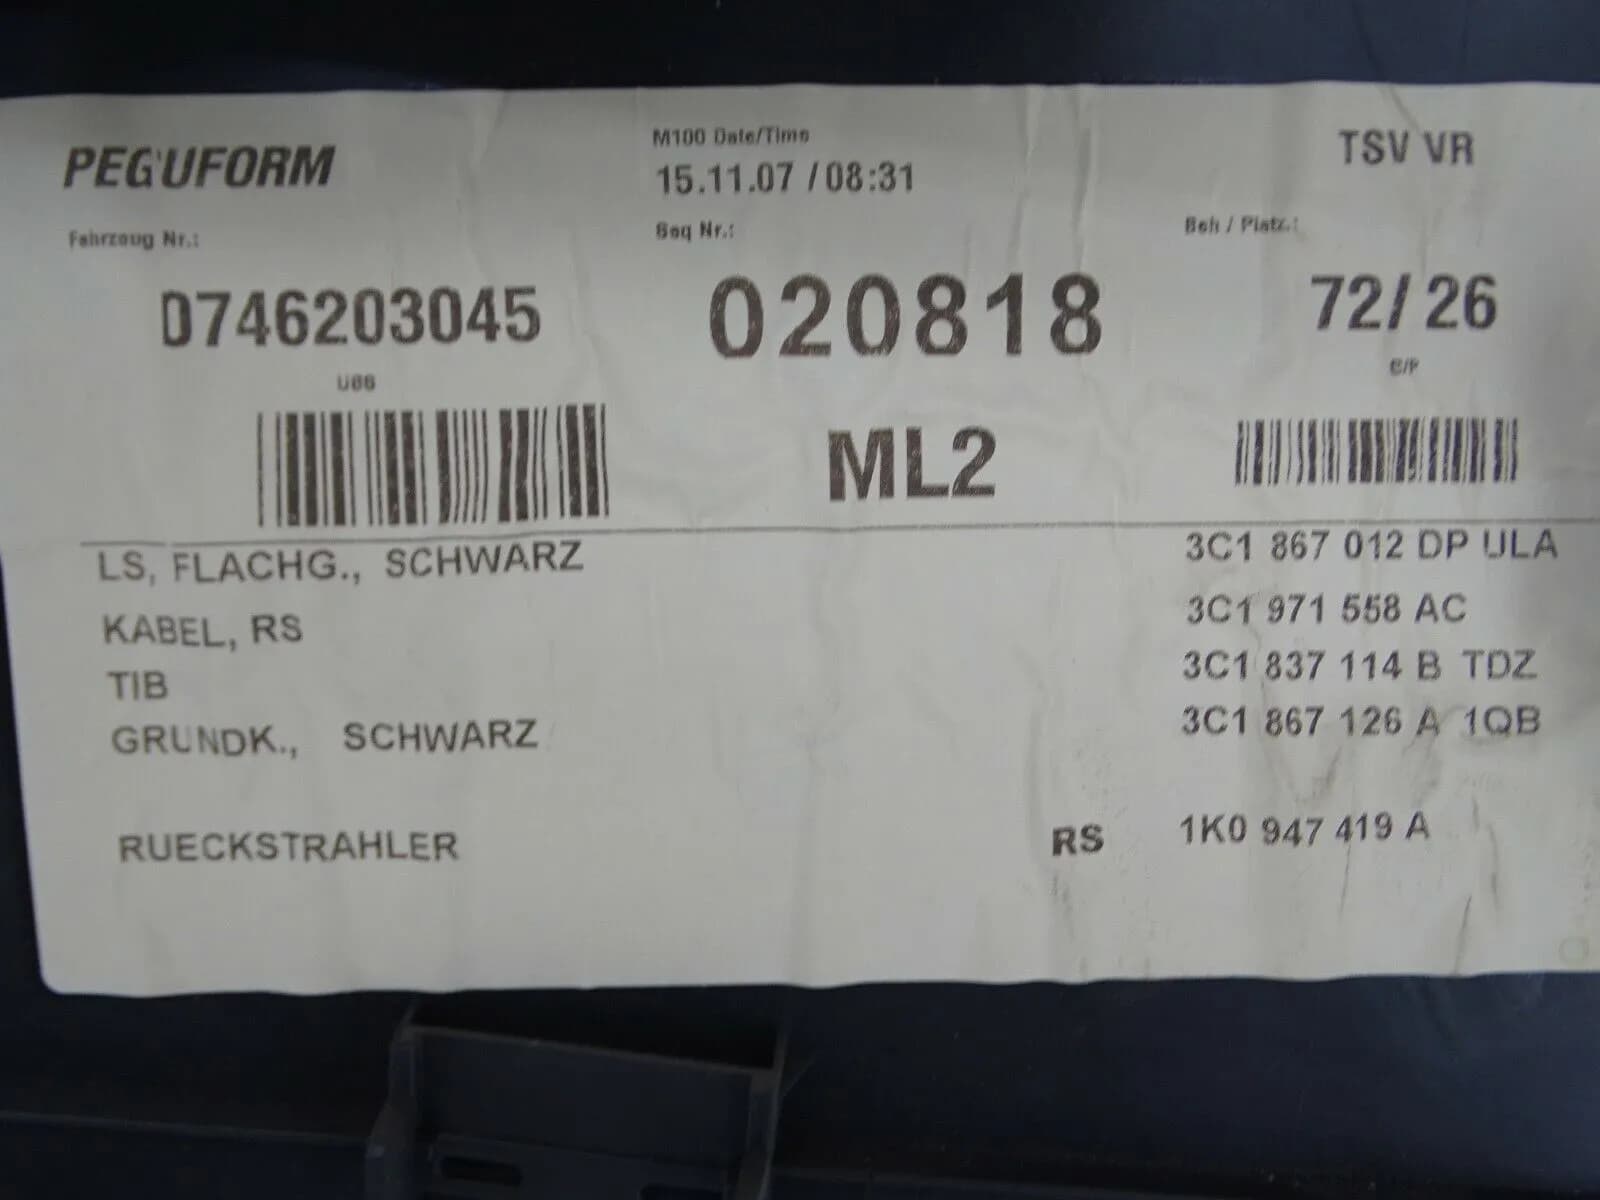 PEGUFORM
M100 Date/Time
15.11.07 / 08:31
TSV VR
Fahrzeug Nr.:
Seq Nr.:
Beh / Platz.:
0746203045
020818
72/ 26
C/P
ML2
LS, FLACHG., SCHWARZ 3C1 867 012 DP ULA
KABEL, RS 3C1 971 558 AC
TIB 3C1 837 114 B TDZ
GRUNDK., SCHWARZ 3C1 867 126 A 1QB
RUECKSTRAHLER RS 1K0 947 419 A